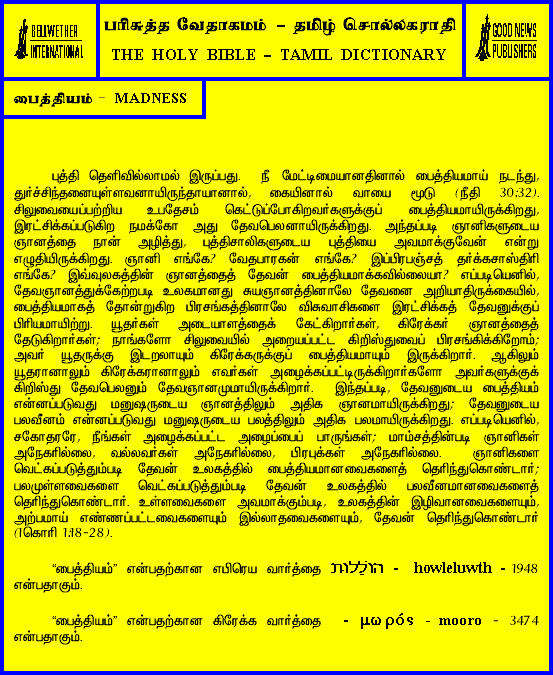 BELLWETHER
INTERNATIONAL
பரிசுத்த வேதாகமம் – தமிழ் சொல்லகராதி
THE HOLY BIBLE – TAMIL DICTIONARY
GOOD NEWS
PUBLISHERS
பைத்தியம் – MADNESS
புத்தி தெளிவில்லாமல் இருப்பது. நீ மேட்டிமையானதினால் பைத்தியமாய் நடந்து,
துர்ச்சிந்தனையுள்ளவனாயிருந்தாயானால், கையினால் வாயை மூடு (நீதி 30:32).
சிலுவையைப்பற்றிய உபதேசம் கெட்டுப்போகிறவர்களுக்குப் பைத்தியமாயிருக்கிறது,
இரட்சிக்கப்படுகிற நமக்கோ அது தேவபெலனாயிருக்கிறது. அந்தப்படி ஞானிகளுடைய
ஞானத்தை நான் அழித்து, புத்திசாலிகளுடைய புத்தியை அவமாக்குவேன் என்று
எழுதியிருக்கிறது. ஞானி எங்கே? வேதபாரகன் எங்கே? இப்பிரபஞ்சத் தர்க்கசாஸ்திரி
எங்கே? இவ்வுலகத்தின் ஞானத்தைத் தேவன் பைத்தியமாக்கவில்லையா? எப்படியெனில்,
தேவஞானத்துக்கேற்றபடி உலகமானது சுயஞானத்தினாலே தேவனை அறியாதிருக்கையில்,
பைத்தியமாகத் தோன்றுகிற பிரசங்கத்தினாலே விசுவாசிகளை இரட்சிக்கத் தேவனுக்குப்
பிரியமாயிற்று. யூதர்கள் அடையாளத்தைக் கேட்கிறார்கள், கிரேக்கர் ஞானத்தைத்
தேடுகிறார்கள்; நாங்களோ சிலுவையில் அறையப்பட்ட கிறிஸ்துவைப் பிரசங்கிக்கிறோம்;
அவர் யூதருக்கு இடறலாயும் கிரேக்கருக்குப் பைத்தியமாயும் இருக்கிறார். ஆகிலும்
யூதரானாலும் கிரேக்கரானாலும் எவர்கள் அழைக்கப்பட்டிருக்கிறார்களோ அவர்களுக்குக்
கிறிஸ்து தேவபெலனும் தேவஞானமுமாயிருக்கிறார். இந்தப்படி, தேவனுடைய பைத்தியம்
என்னப்படுவது மனுஷருடைய ஞானத்திலும் அதிக ஞானமாயிருக்கிறது; தேவனுடைய
பலவீனம் என்னப்படுவது மனுஷருடைய பலத்திலும் அதிக பலமாயிருக்கிறது. எப்படியெனில்,
சகோதரரே, நீங்கள் அழைக்கப்பட்ட அழைப்பைப் பாருங்கள்; மாம்சத்தின்படி ஞானிகள்
அநேகரில்லை, வல்லவர்கள் அநேகரில்லை, பிரபுக்கள் அநேகரில்லை. ஞானிகளை
வெட்கப்படுத்தும்படி தேவன் உலகத்தில் பைத்தியமானவைகளைத் தெரிந்துகொண்டார்;
பலமுள்ளவைகளை வெட்கப்படுத்தும்படி தேவன் உலகத்தில் பலவீனமானவைகளைத்
தெரிந்துகொண்டார். உள்ளவைகளை அவமாக்கும்படி, உலகத்தின் இழிவானவைகளையும்,
அற்பமாய் எண்ணப்பட்டவைகளையும் இல்லாதவைகளையும், தேவன் தெரிந்துகொண்டார்
(1கொரி 1:18-28).
"பைத்தியம்" என்பதற்கான எபிரெய வார்த்தை הוללות - howleluwth - 1948
என்பதாகும்.
"பைத்தியம்" என்பதற்கான கிரேக்க வார்த்தை - μωρός - mooro - 3474
என்பதாகும்.